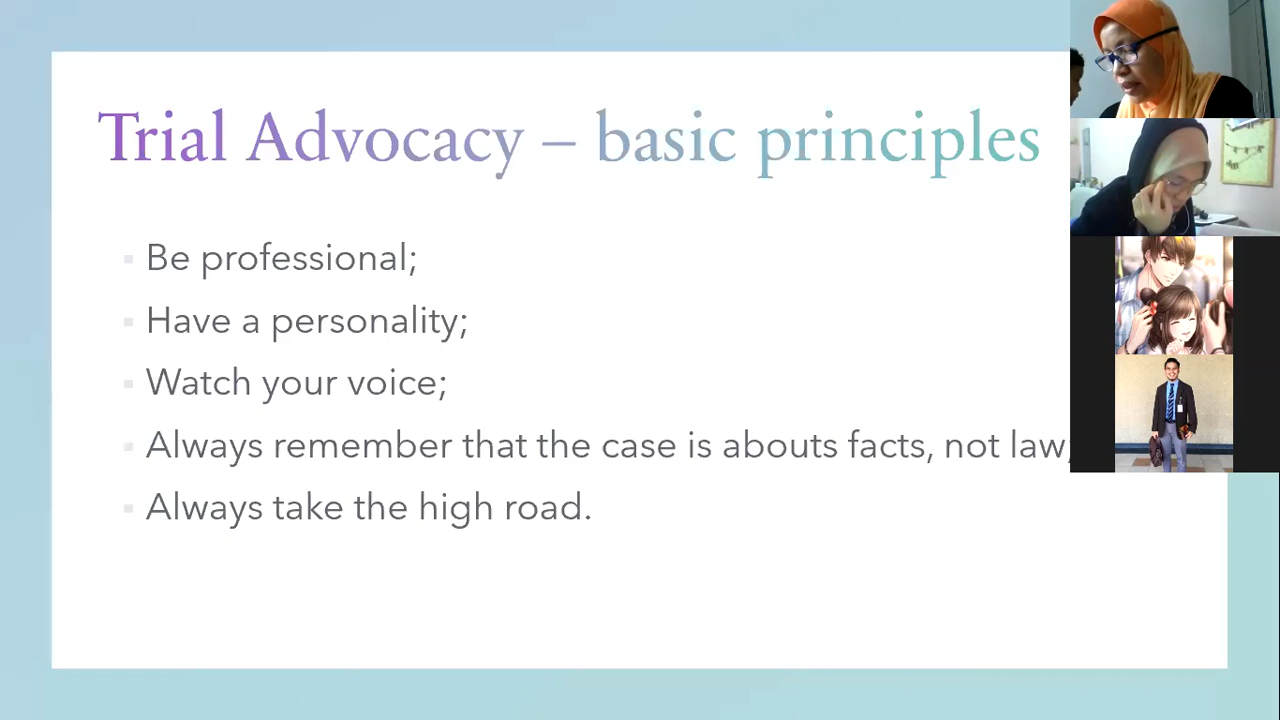 Trial Advocacy – basic principles
Be professional;
Have a personality;
Watch your voice;
Always remember that the case is abouts facts, not law;
Always take the high road.